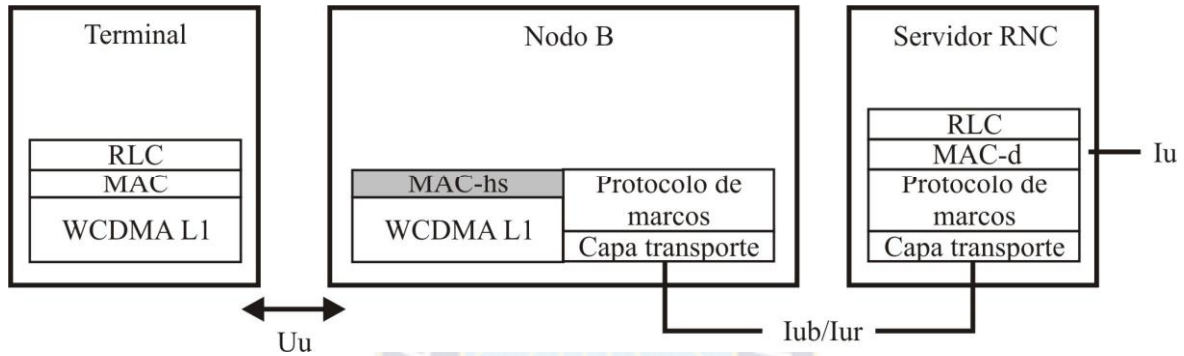 Terminal
RLC
MAC
WCDMA L1
Uu
Nodo B
MAC-hs
WCDMA L1
Protocolo de
marcos
Capa transporte
Iub/Iur
Servidor RNC
RLC
MAC-d
Protocolo de
marcos
Capa transporte
Iu